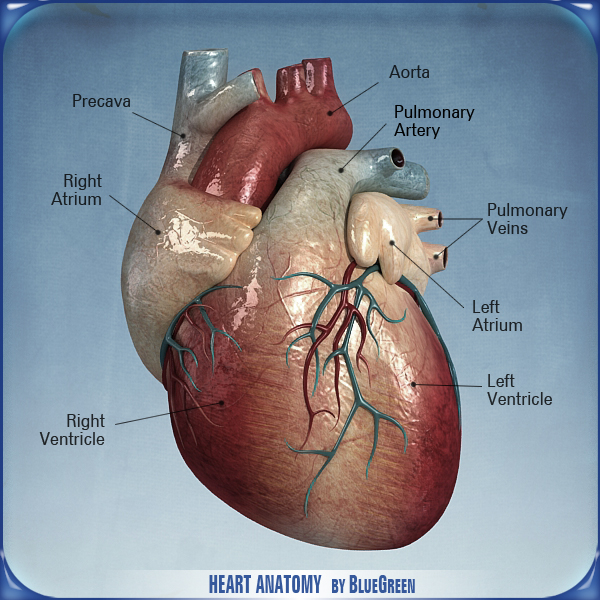 Aorta
Precava
Pulmonary
Artery
Right
Atrium
Pulmonary
Veins
Left
Atrium
Left
Ventricle
Right
Ventricle
HEART ANATOMY BY BLUEGREEN